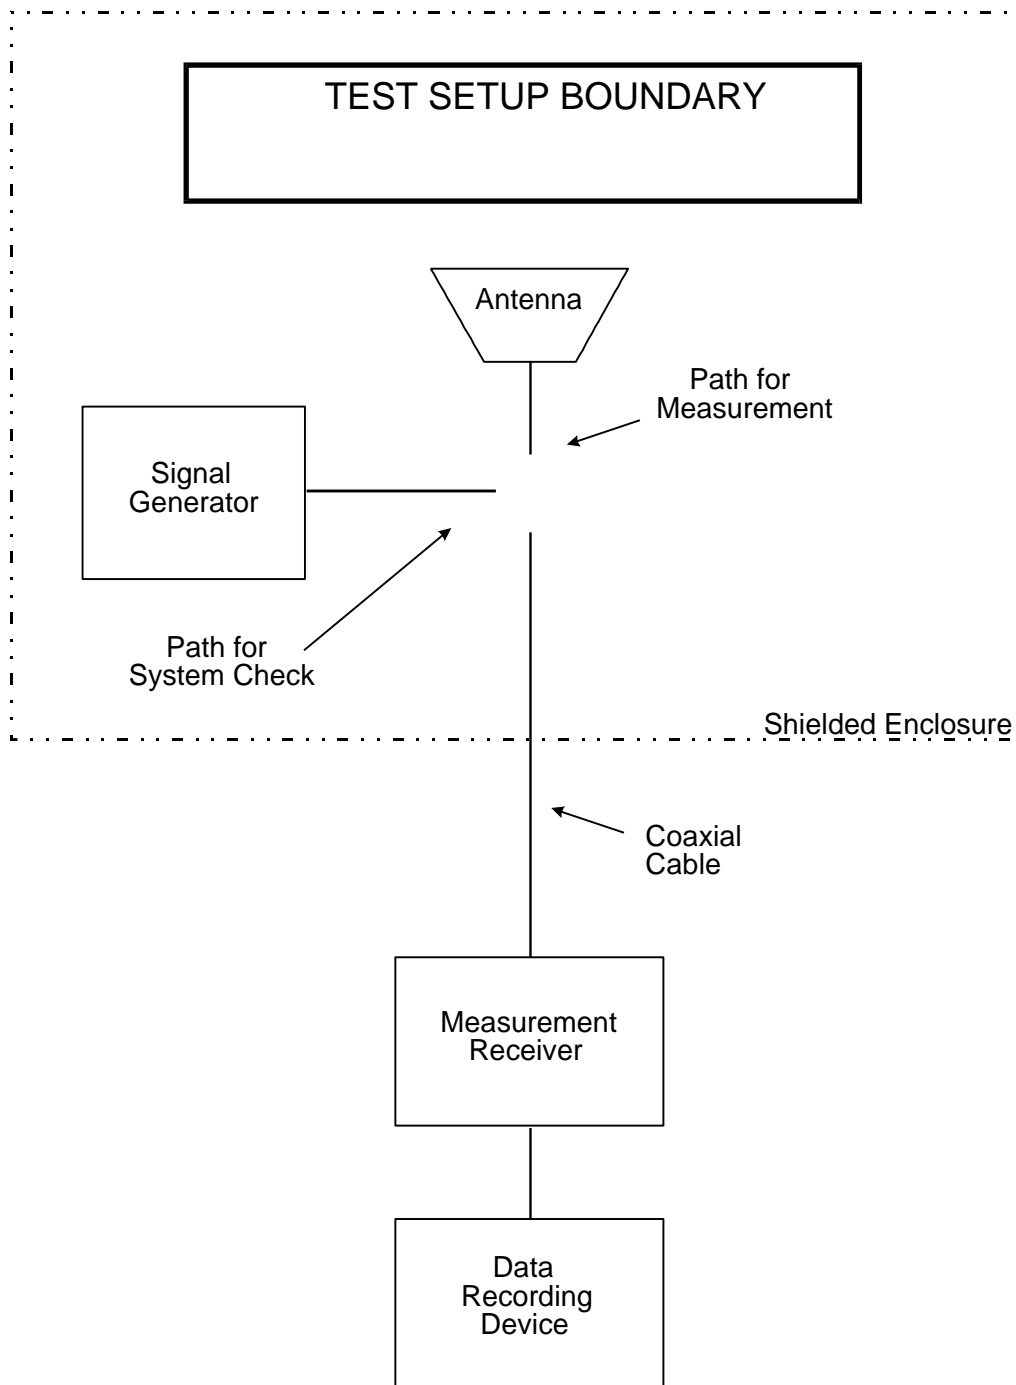 TEST SETUP BOUNDARY
Antenna
Path for
Measurement
Signal
Generator
Path for
System Check
Shielded Enclosure
Coaxial
Cable
Measurement
Receiver
Data
Recording
Device